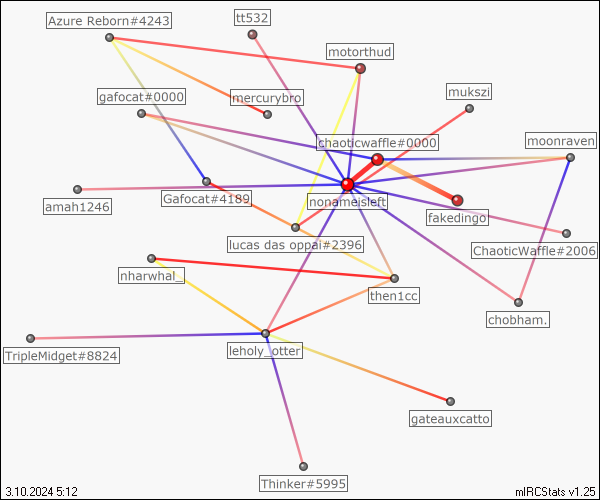 Azure Reborn#4243
tt532
motorthud
gafocat#0000
mercurybro
mukszi
chaoticwaffle#0000
moonraven
amah1246
Gafocat#4189
nonameisleft
fakedingo
lucas das oppai#2396
ChaoticWaffle#2006
nharwhal_
then1cc
chobham.
TripleMidget#8824
leholy_otter
gateauxcatto
Thinker#5995
3.10.2024 5:12
mIRCStats v1.25